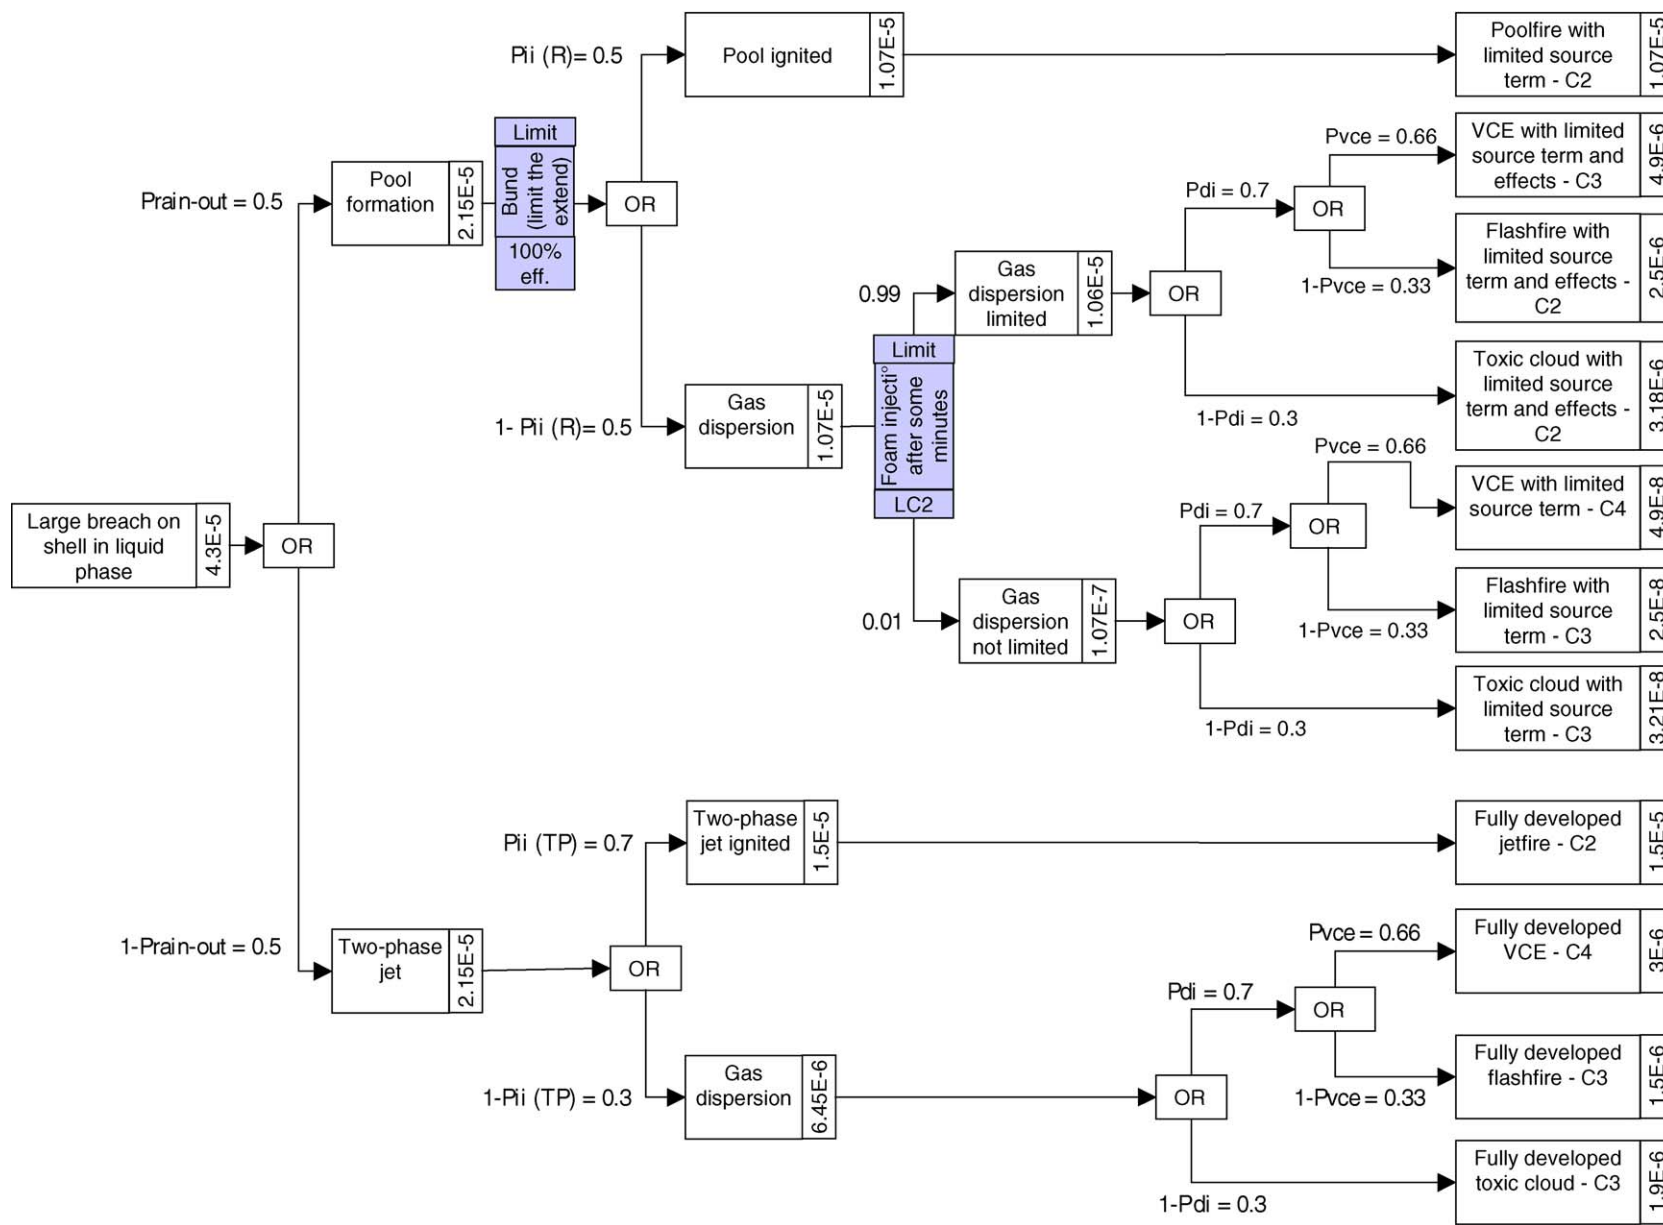 Pii (R)= 0.5
Pool ignited
1.07E-5
Poolfire with
limited source
term - C2
1.07E-5
Limit
Bund
(limit the
extend)
100%
eff.
Prain-out = 0.5
Pool
formation
2.15E-5
OR
Pvce = 0.66
VCE with limited
source term and
effects - C3
4.9E-6
Pdi = 0.7
OR
Flashfire with
limited source
term and effects -
C2
2.5E-6
1-Pvce = 0.33
0.99
Gas
dispersion
limited
1.06E-5
OR
Limit
Foam injecti°
after some
minutes
LC2
Toxic cloud with
limited source
term and effects -
C2
3.18E-6
1-Pdi = 0.3
1- Pii (R)= 0.5
Gas
dispersion
1.07E-5
Pvce = 0.66
VCE with limited
source term - C4
4.9E-8
Pdi = 0.7
OR
Large breach on
shell in liquid
phase
4.3E-5
OR
Flashfire with
limited source
term - C3
2.5E-8
1-Pvce = 0.33
0.01
Gas
dispersion
not limited
1.07E-7
OR
Toxic cloud with
limited source
term - C3
3.21E-8
1-Pdi = 0.3
Pii (TP) = 0.7
Two-phase
jet ignited
1.5E-5
Fully developed
jetfire - C2
1.5E-5
1-Prain-out = 0.5
Two-phase
jet
2.15E-5
OR
Pvce = 0.66
Fully developed
VCE - C4
3E-6
Pdi = 0.7
OR
Fully developed
flashfire - C3
1.5E-6
1-Pvce = 0.33
1-Pii (TP) = 0.3
Gas
dispersion
6.45E-6
OR
Fully developed
toxic cloud - C3
1.9E-6
1-Pdi = 0.3